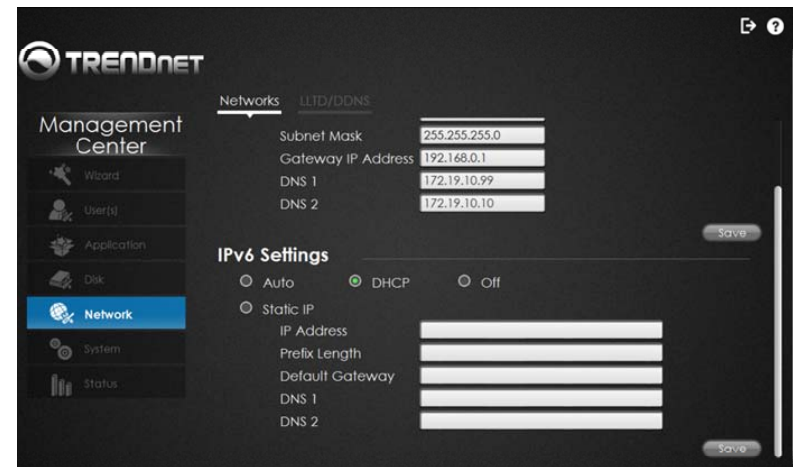 ?
TRENDNET
Networks LLTD/DDNS
Management
Center
Wizard
User(s)
Application
Disk
Network
System
Status
Subnet Mask 255.255.255.0
Gateway IP Address 192.168.0.1
DNS 1 172.19.10.99
DNS 2 172.19.10.10
Save
IPv6 Settings
Auto DHCP Off
Static IP
IP Address
Prefix Length
Default Gateway
DNS 1
DNS 2
Save